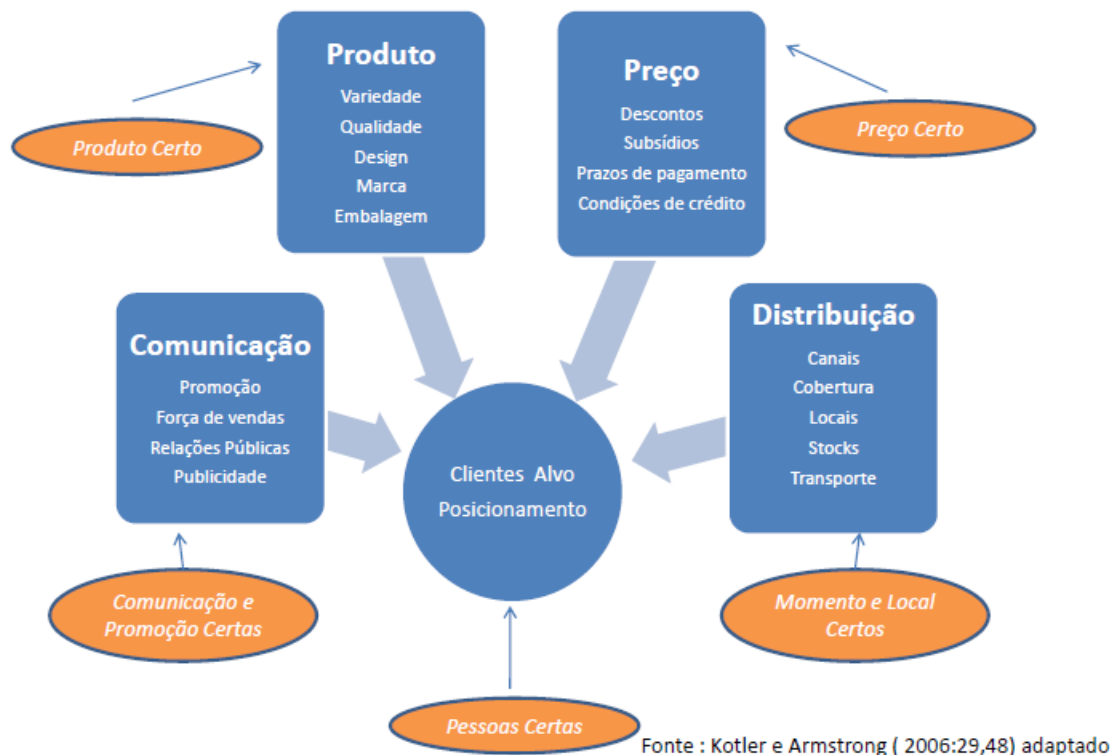 Produto
Variedade
Qualidade
Design
Marca
Embalagem
Preço
Descontos
Subsídios
Prazos de pagamento
Condições de crédito
Produto Certo
Preço Certo
Comunicação
Promoção
Força de vendas
Relações Públicas
Publicidade
Distribuição
Canais
Cobertura
Locais
Stocks
Transporte
Clientes Alvo
Posicionamento
Comunicação e
Promoção Certas
Momento e Local
Certos
Pessoas Certas
Fonte : Kotler e Armstrong ( 2006:29,48) adaptado